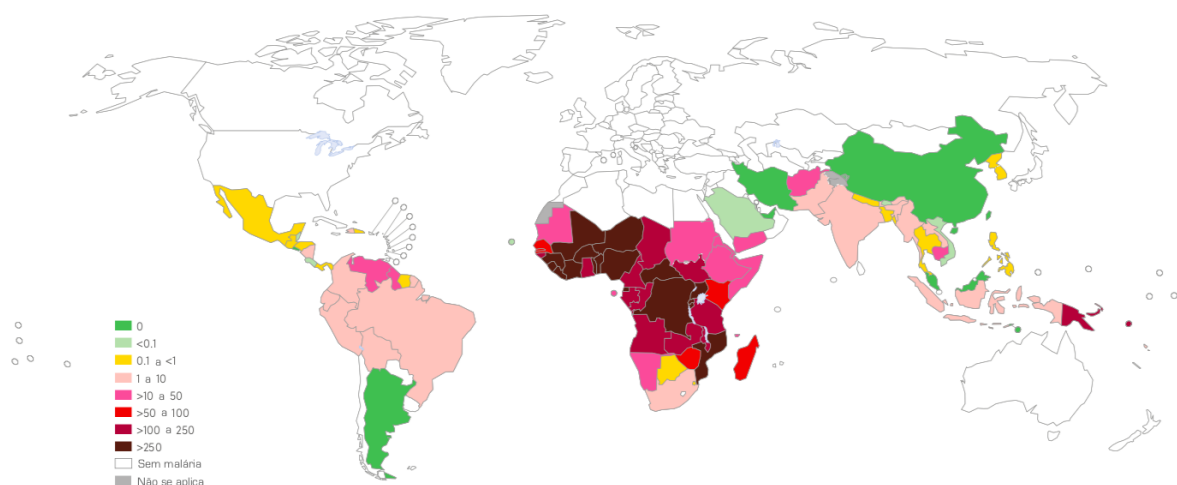 0
<0.1
0.1 a <1
1 a 10
>10 a 50
>50 a 100
>100 a 250
>250
Sem malária
Não se aplica